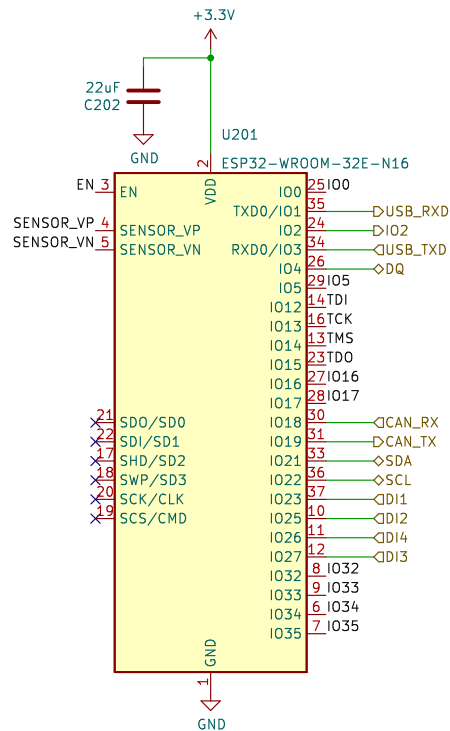 +3.3V
22uF
C202
GND
U201
ESP32-WROOM-32E-N16
2
VDD
EN 3 EN
IO0 25 IO0
TXD0/IO1 35 USB_RXD
SENSOR_VP 4 SENSOR_VP
IO2 24 IO2
SENSOR_VN 5 SENSOR_VN
RXD0/IO3 34 USB_TXD
IO4 26 DQ
IO5 29 IO5
IO12 14 TDI
IO13 16 TCK
IO14 13 TMS
IO15 23 TDO
IO16 27 IO16
IO17 28 IO17
21 SDO/SD0
IO18 30 CAN_RX
22 SDI/SD1
IO19 31 CAN_TX
17 SHD/SD2
IO21 33 SDA
18 SWP/SD3
IO22 36 SCL
20 SCK/CLK
IO23 37 DI1
19 SCS/CMD
IO25 10 DI2
IO26 11 DI4
IO27 12 DI3
IO32 8 IO32
IO33 9 IO33
IO34 6 IO34
IO35 7 IO35
GND
1
GND